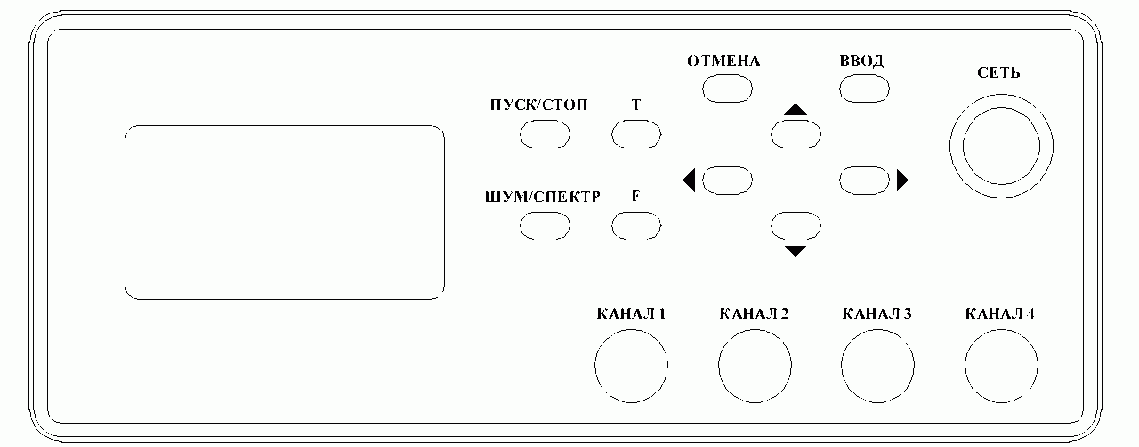 ОТМЕНА ВВОД
СЕТЬ
ПУСК/СТОП Т
ШУМ/СПЕКТР F
КАНАЛ 1 КАНАЛ 2 КАНАЛ 3 КАНАЛ 4